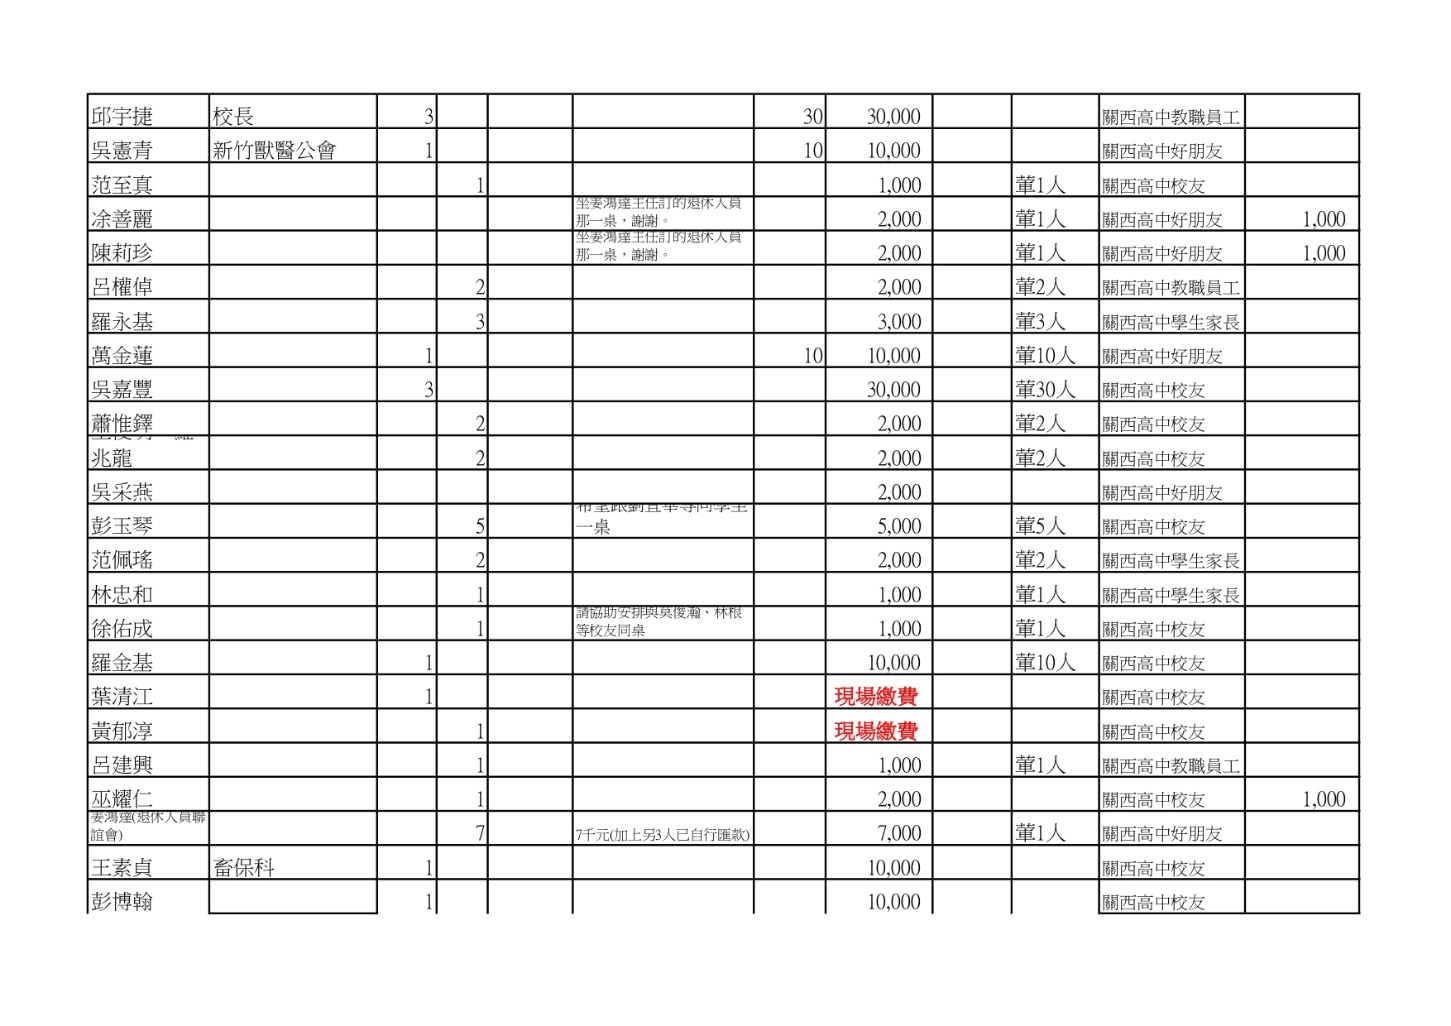 邱宇捷 校長 3 30 30,000 關西高中教職員工
吳憲青 新竹獸醫公會 1 10 10,000 關西高中好朋友
范至真 1 1,000 葷1人 關西高中校友
凃善麗 坐姜鴻達主任訂的退休人員
那一桌，謝謝。 2,000 葷1人 關西高中好朋友 1,000
陳莉珍 坐姜鴻達主任訂的退休人員
那一桌，謝謝。 2,000 葷1人 關西高中好朋友 1,000
呂權倬 2 2,000 葷2人 關西高中教職員工
羅永基 3 3,000 葷3人 關西高中學生家長
萬金蓮 1 10 10,000 葷10人 關西高中好朋友
吳嘉豐 3 30,000 葷30人 關西高中校友
蕭惟鐸 2 2,000 葷2人 關西高中校友
兆龍 2 2,000 葷2人 關西高中校友
吳采燕 2,000 關西高中好朋友
彭玉琴 5 一桌 5,000 葷5人 關西高中校友
范佩瑤 2 2,000 葷2人 關西高中學生家長
林忠和 1 1,000 葷1人 關西高中學生家長
請協助安排與莫俊瀚、林根
徐佑成 1 等校友同桌 1,000 葷1人 關西高中校友
羅金基 1 10,000 葷10人 關西高中校友
葉清江 1 現場繳費 關西高中校友
黃郁淳 1 現場繳費 關西高中校友
呂建興 1 1,000 葷1人 關西高中教職員工
巫耀仁 1 2,000 關西高中校友 1,000
姜鴻達(退休人員聯
誼會) 7 7千元(加上另3人已自行匯款) 7,000 葷1人 關西高中好朋友
王素貞 畜保科 1 10,000 關西高中校友
彭博翰 1 10,000 關西高中校友